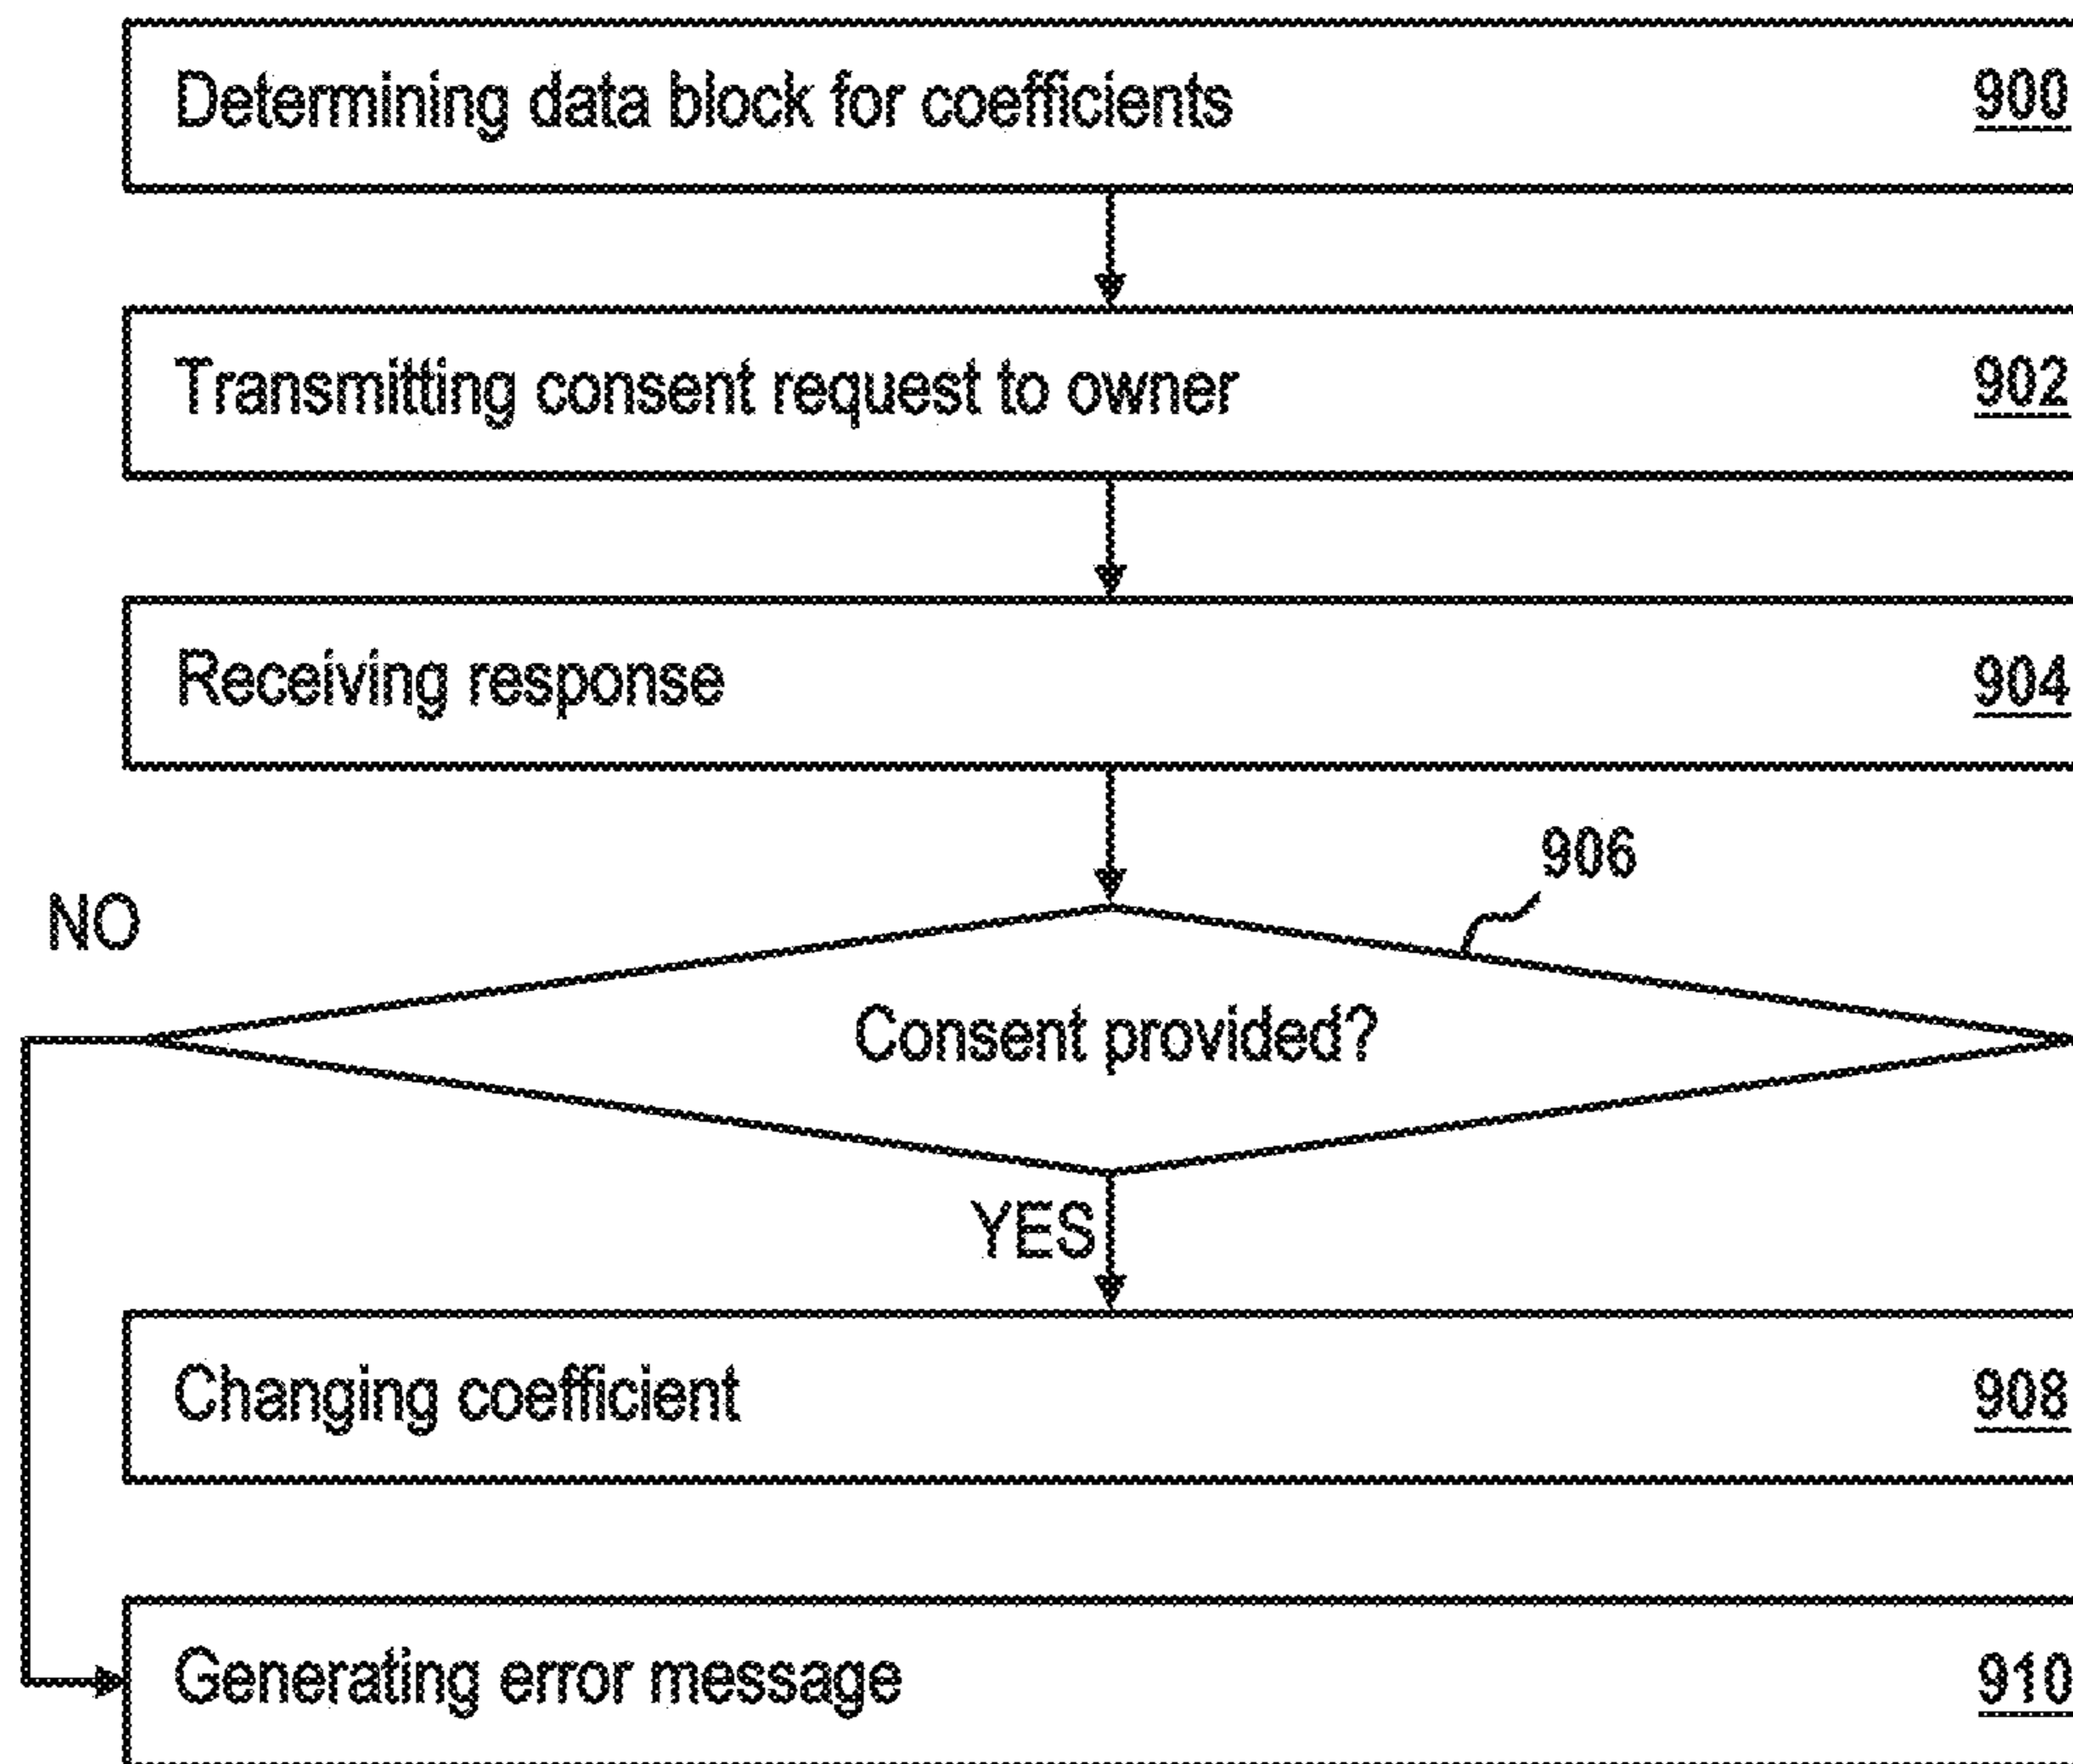 Determining data block for coefficients 900
Transmitting consent request to owner 902
Receiving response 904
906
NO
Consent provided?
YES
Changing coefficient 908
Generating error message 910